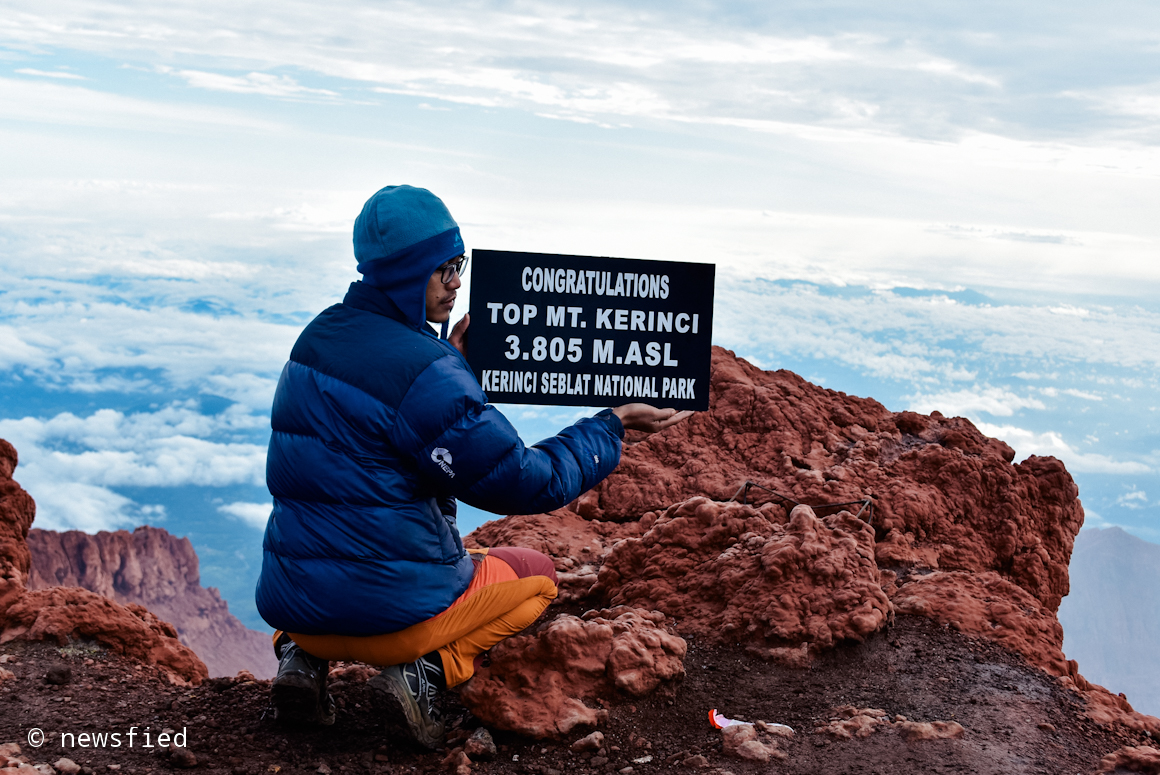 CONGRATULATIONS
TOP MT. KERINCI
3.805 M.ASL
KERINCI SEBLAT NATIONAL PARK
© newsfied